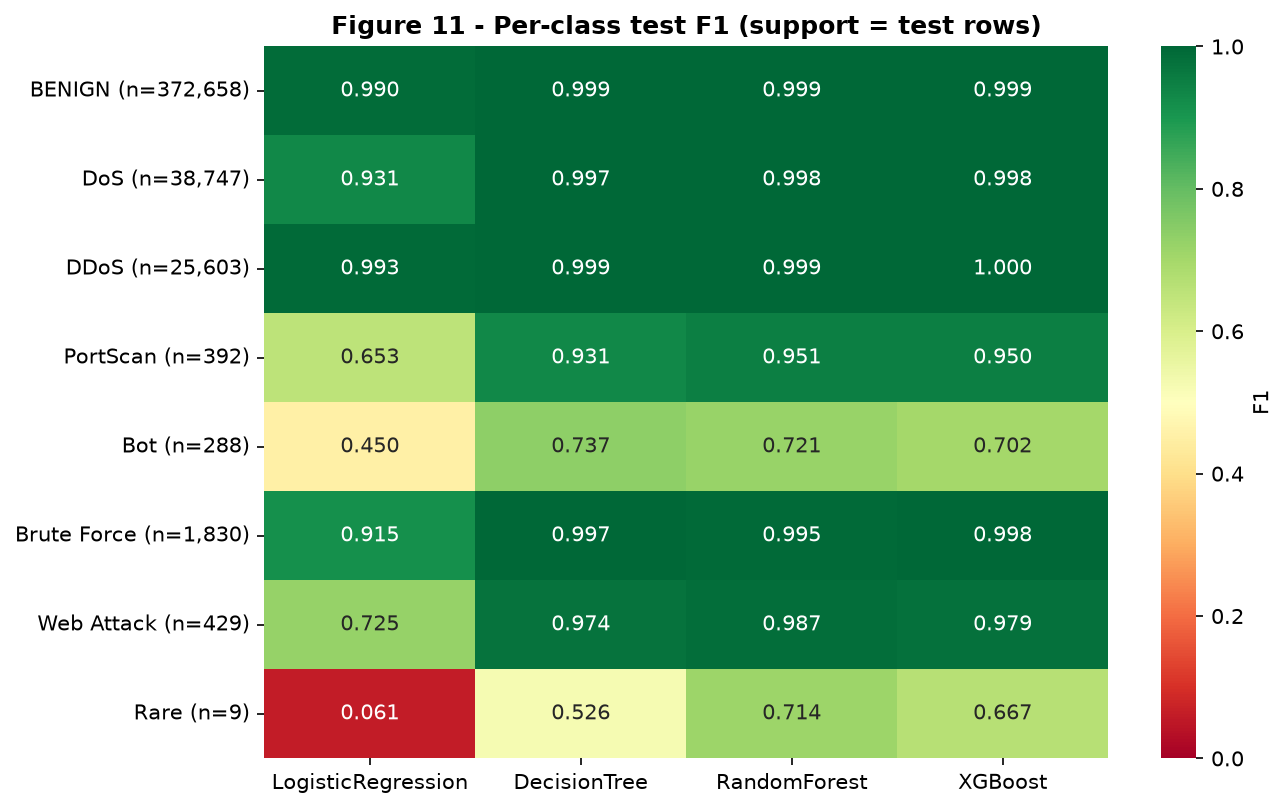 Figure 11 - Per-class test F1 (support = test rows)
BENIGN (n=372,658) 0.990 0.999 0.999 0.999
DoS (n=38,747) 0.931 0.997 0.998 0.998
DDoS (n=25,603) 0.993 0.999 0.999 1.000
PortScan (n=392) 0.653 0.931 0.951 0.950
Bot (n=288) 0.450 0.737 0.721 0.702
Brute Force (n=1,830) 0.915 0.997 0.995 0.998
Web Attack (n=429) 0.725 0.974 0.987 0.979
Rare (n=9) 0.061 0.526 0.714 0.667
LogisticRegression DecisionTree RandomForest XGBoost
1.0
0.8
0.6
0.4
0.2
0.0
F1